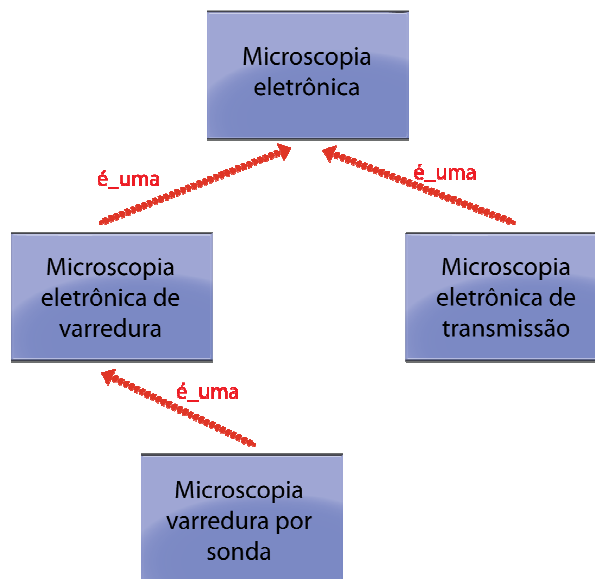 Microscopia
eletrônica
é_uma
é_uma
Microscopia
eletrônica de
varredura
Microscopia
eletrônica de
transmissão
é_uma
Microscopia
varredura por
sonda